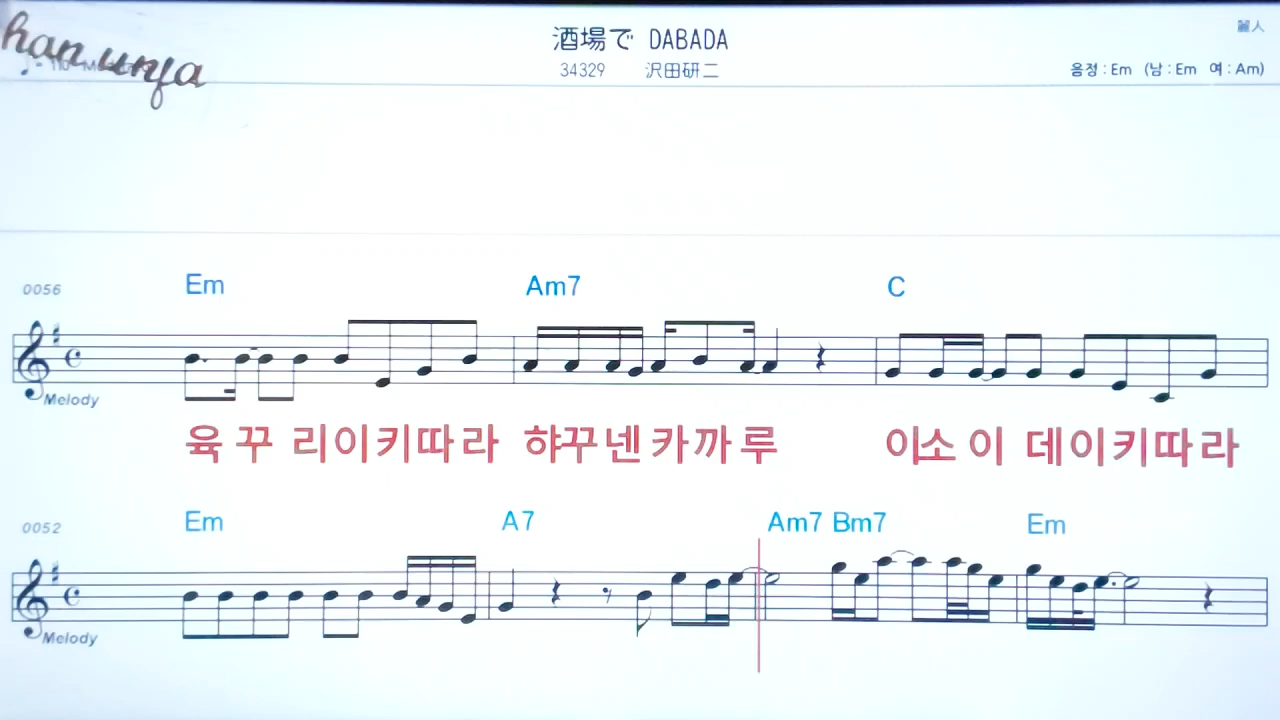 han unja
酒場で DABADA
麗人
34329 沢田研二
음정 : Em (남 : Em 여 : Am)
0056
Em Am7 C
Melody
육 꾸 리이키따라 햐꾸넨 카까루 이소이 데이키따라
0052
Em A7 Am7 Bm7 Em
Melody